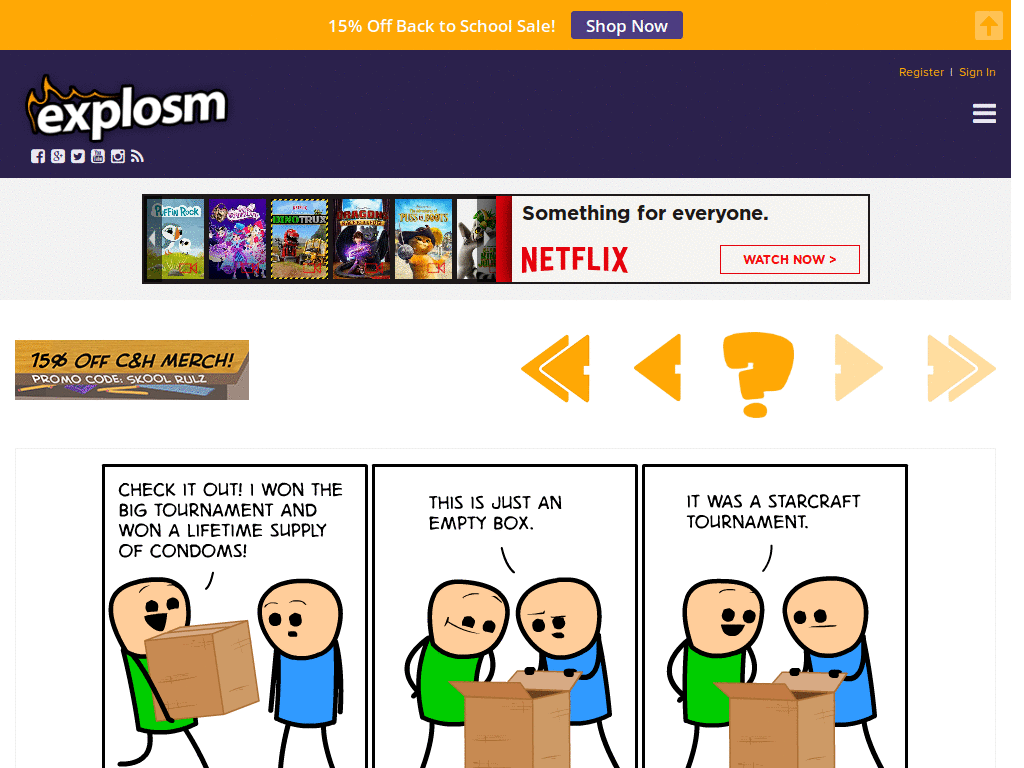 15% Off Back to School Sale!
Shop Now
Register | Sign In
explosm
PUFFIN ROCK
DINOTRUX
DRAGONS
PUSS IN BOOTS
Something for everyone.
NETFLIX
WATCH NOW >
15% OFF C&H MERCH!
PROMO CODE: SKOOL RULZ
?
CHECK IT OUT! I WON THE
BIG TOURNAMENT AND
WON A LIFETIME SUPPLY
OF CONDOMS!
THIS IS JUST AN
EMPTY BOX.
IT WAS A STARCRAFT
TOURNAMENT.